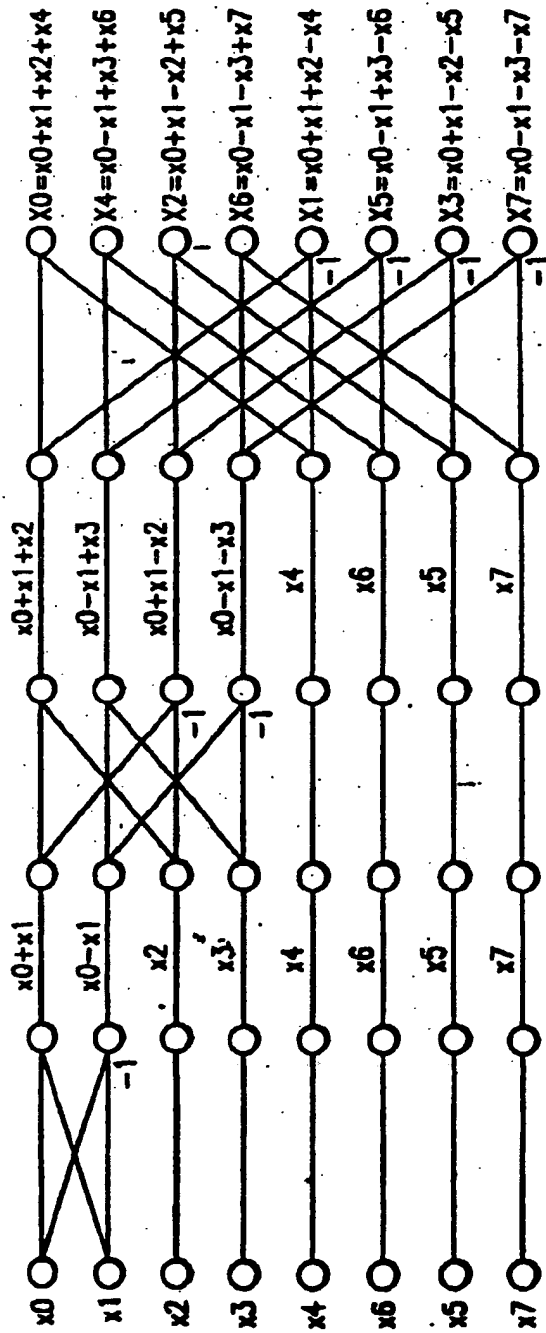 x0 x0+x1 x0+x1+x2 X0=x0+x1+x2+x4
x1 -1 x0-x1 x0-x1+x3 X4=x0-x1+x3+x6
x2 x2 -1 x0+x1-x2 X2=x0+x1-x2+x5
x3 x3 -1 x0-x1-x3 X6=x0-x1-x3+x7
x4 x4 x4 -1 X1=x0+x1+x2-x4
x6 x6 x6 -1 X5=x0-x1+x3-x6
x5 x5 x5 -1 X3=x0+x1-x2-x5
x7 x7 x7 -1 X7=x0-x1-x3-x7